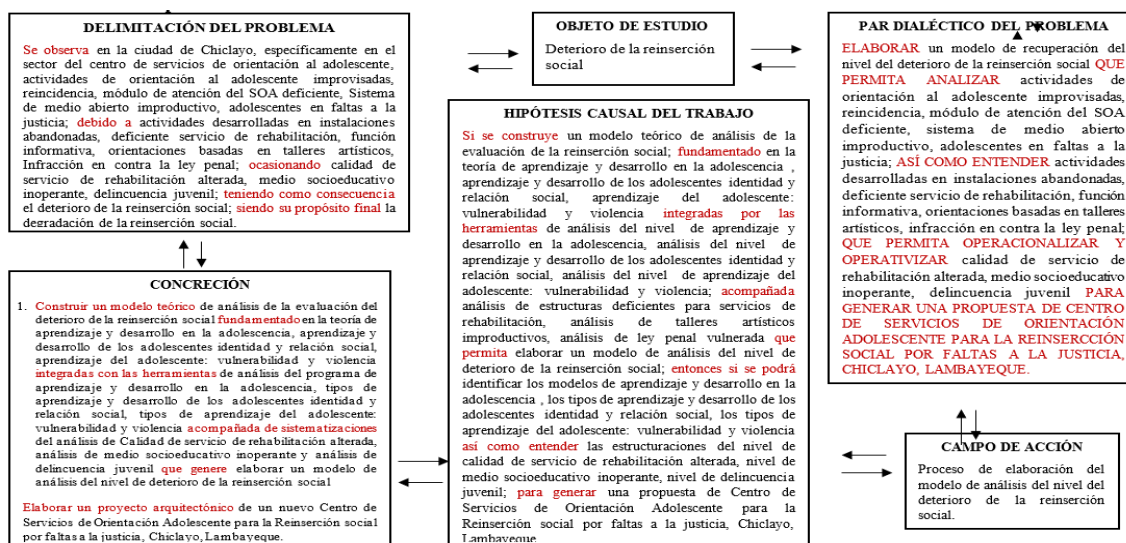 DELIMITACIÓN DEL PROBLEMA
Se observa en la ciudad de Chiclayo, específicamente en el
sector del centro de servicios de orientación al adolescente,
actividades de orientación al adolescente improvisadas,
reincidencia, módulo de atención del SOA deficiente, Sistema
de medio abierto improductivo, adolescentes en faltas a la
justicia; debido a actividades desarrolladas en instalaciones
abandonadas, deficiente servicio de rehabilitación, función
informativa, orientaciones basadas en talleres artísticos,
Infracción en contra la ley penal; ocasionando calidad de
servicio de rehabilitación alterada, medio socioeducativo
inoperante, delincuencia juvenil; teniendo como consecuencia
el deterioro de la reinserción social; siendo su propósito final la
degradación de la reinserción social.
OBJETO DE ESTUDIO
Deterioro de la reinserción
social
PAR DIALÉCTICO DEL PROBLEMA
ELABORAR un modelo de recuperación del
nivel del deterioro de la reinserción social QUE
PERMITA ANALIZAR actividades de
orientación al adolescente improvisadas,
reincidencia, módulo de atención del SOA
deficiente, sistema de medio abierto
improductivo, adolescentes en faltas a la
justicia; ASÍ COMO ENTENDER actividades
desarrolladas en instalaciones abandonadas,
deficiente servicio de rehabilitación, función
informativa, orientaciones basadas en talleres
artísticos, infracción en contra la ley penal;
QUE PERMITA OPERACIONALIZAR Y
OPERATIVIZAR calidad de servicio de
rehabilitación alterada, medio socioeducativo
inoperante, delincuencia juvenil PARA
GENERAR UNA PROPUESTA DE CENTRO
DE SERVICIOS DE ORIENTACIÓN
ADOLESCENTE PARA LA REINSERCCIÓN
SOCIAL POR FALTAS A LA JUSTICIA,
CHICLAYO, LAMBAYEQUE.
HIPÓTESIS CAUSAL DEL TRABAJO
Si se construye un modelo teórico de análisis de la
evaluación de la reinserción social; fundamentado en la
teoría de aprendizaje y desarrollo en la adolescencia ,
aprendizaje y desarrollo de los adolescentes identidad y
relación social, aprendizaje del adolescente:
vulnerabilidad y violencia integradas por las
herramientas de análisis del nivel de aprendizaje y
desarrollo en la adolescencia, análisis del nivel de
aprendizaje y desarrollo de los adolescentes identidad y
relación social, análisis del nivel de aprendizaje del
adolescente: vulnerabilidad y violencia; acompañada
análisis de estructuras deficientes para servicios de
rehabilitación, análisis de talleres artísticos
improductivos, análisis de ley penal vulnerada que
permita elaborar un modelo de análisis del nivel de
deterioro de la reinserción social; entonces si se podrá
identificar los modelos de aprendizaje y desarrollo en la
adolescencia , los tipos de aprendizaje y desarrollo de los
adolescentes identidad y relación social, los tipos de
aprendizaje del adolescente: vulnerabilidad y violencia
así como entender las estructuraciones del nivel de
calidad de servicio de rehabilitación alterada, nivel de
medio socioeducativo inoperante, nivel de delincuencia
juvenil; para generar una propuesta de Centro de
Servicios de Orientación Adolescente para la
Reinserción social por faltas a la justicia, Chiclayo,
Lambayeque
CONCRECIÓN
1. Construir un modelo teórico de análisis de la evaluación del
deterioro de la reinserción social fundamentado en la teoría de
aprendizaje y desarrollo en la adolescencia, aprendizaje y
desarrollo de los adolescentes identidad y relación social,
aprendizaje del adolescente: vulnerabilidad y violencia
integradas con las herramientas de análisis del programa de
aprendizaje y desarrollo en la adolescencia, tipos de
aprendizaje y desarrollo de los adolescentes identidad y
relación social, tipos de aprendizaje del adolescente:
vulnerabilidad y violencia acompañada de sistematizaciones
del análisis de Calidad de servicio de rehabilitación alterada,
análisis de medio socioeducativo inoperante y análisis de
delincuencia juvenil que genere elaborar un modelo de
análisis del nivel de deterioro de la reinserción social
Elaborar un proyecto arquitectónico de un nuevo Centro de
Servicios de Orientación Adolescente para la Reinserción social
por faltas a la justicia, Chiclayo, Lambayeque.
CAMPO DE ACCIÓN
Proceso de elaboración del
modelo de análisis del nivel del
deterioro de la reinserción
social.